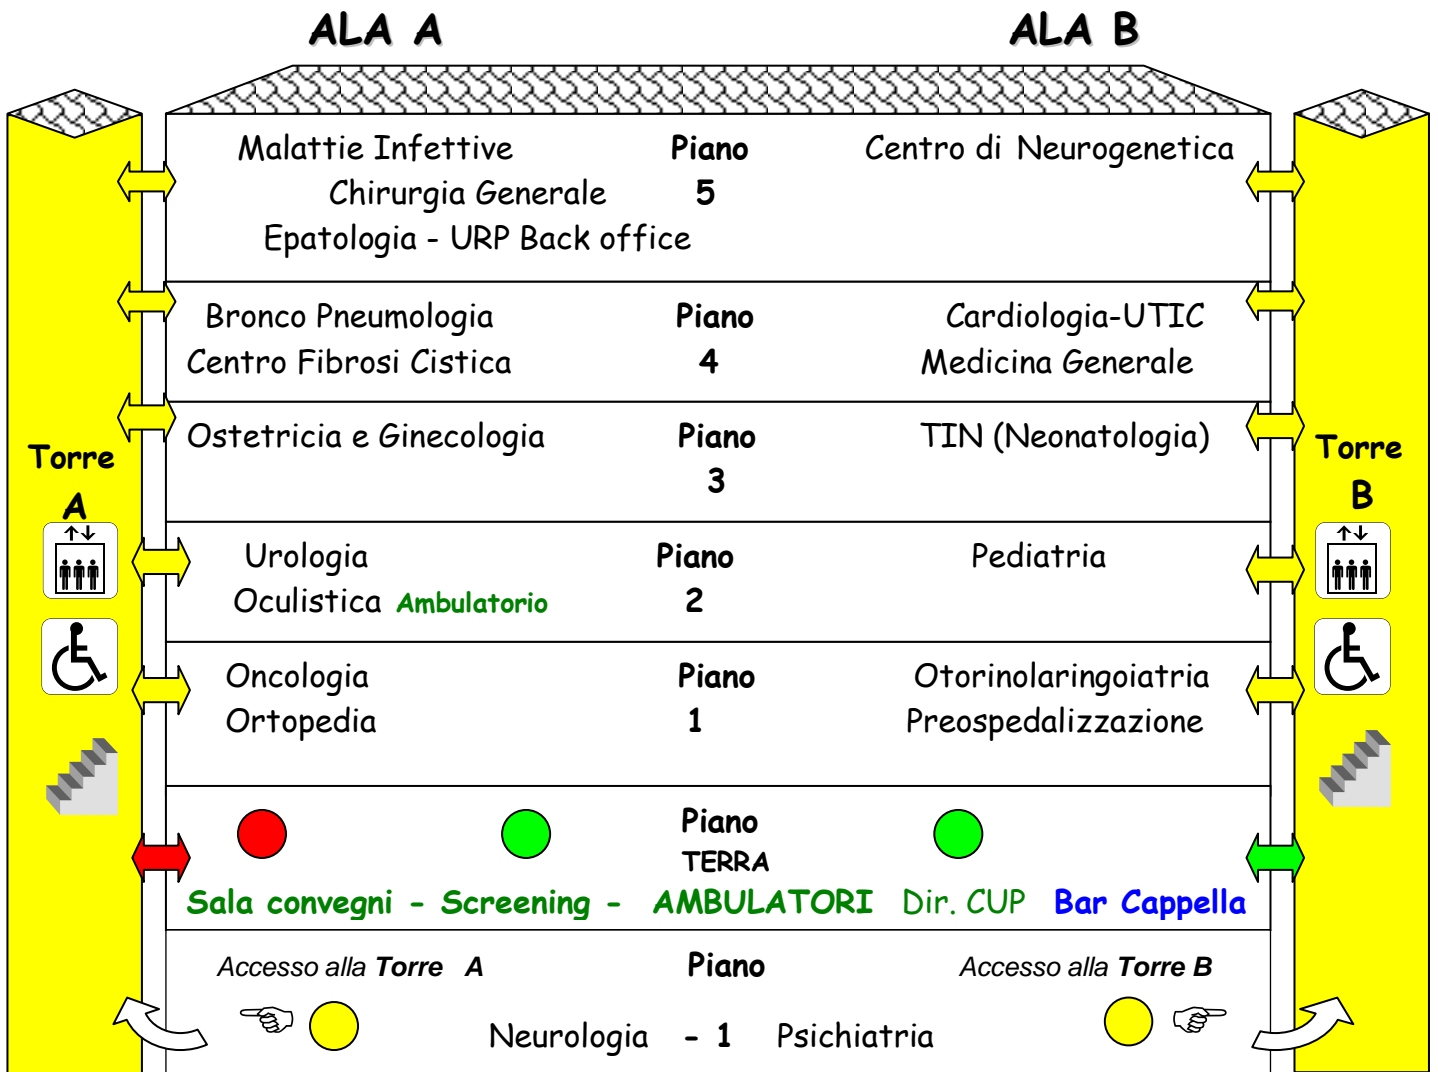 ALA A ALA B
Malattie Infettive Piano Centro di Neurogenetica
Chirurgia Generale 5
Epatologia - URP Back office
Bronco Pneumologia Piano Cardiologia-UTIC
Centro Fibrosi Cistica 4 Medicina Generale
Ostetricia e Ginecologia Piano TIN (Neonatologia)
3
Torre
A
Torre
B
Urologia Piano Pediatria
Oculistica Ambulatorio 2
Oncologia Piano Otorinolaringoiatria
Ortopedia 1 Preospedalizzazione
Piano
TERRA
Sala convegni - Screening - AMBULATORI Dir. CUP Bar Cappella
Accesso alla Torre A Piano Accesso alla Torre B
Neurologia - 1 Psichiatria